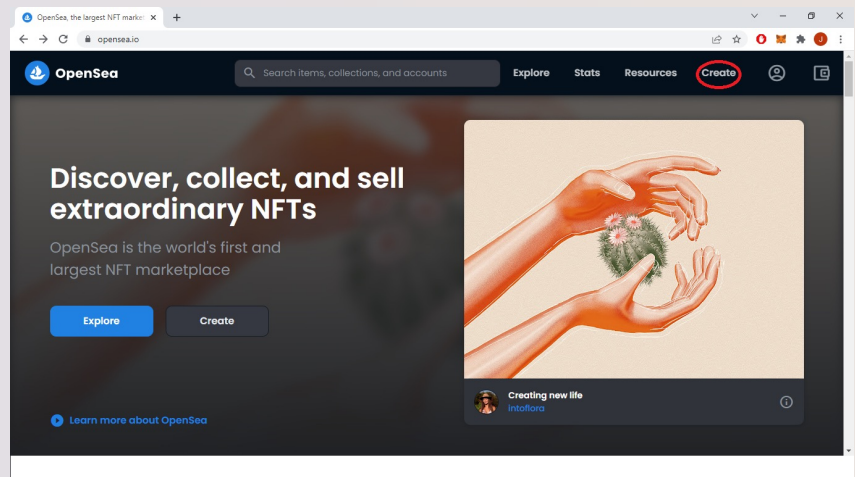 OpenSea, the largest NFT market
opensea.io
J
OpenSea
Search items, collections, and accounts
Explore
Stats
Resources
Create
Discover, collect, and sell
extraordinary NFTs
OpenSea is the world's first and
largest NFT marketplace
Explore
Create
Creating new life
intoflora
Learn more about OpenSea